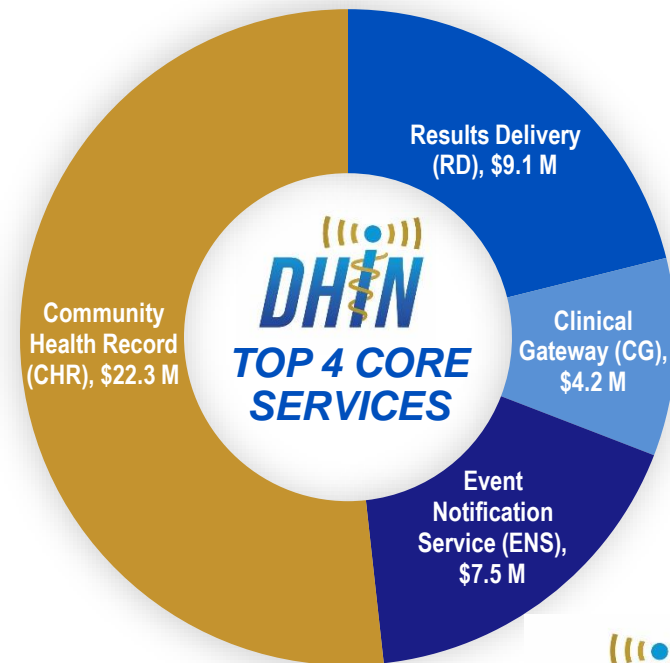 Results Delivery
(RD), $9.1 M
Clinical
Gateway (CG),
$4.2 M
Event
Notification
Service (ENS),
$7.5 M
Community
Health Record
(CHR), $22.3 M
DHIN
TOP 4 CORE
SERVICES